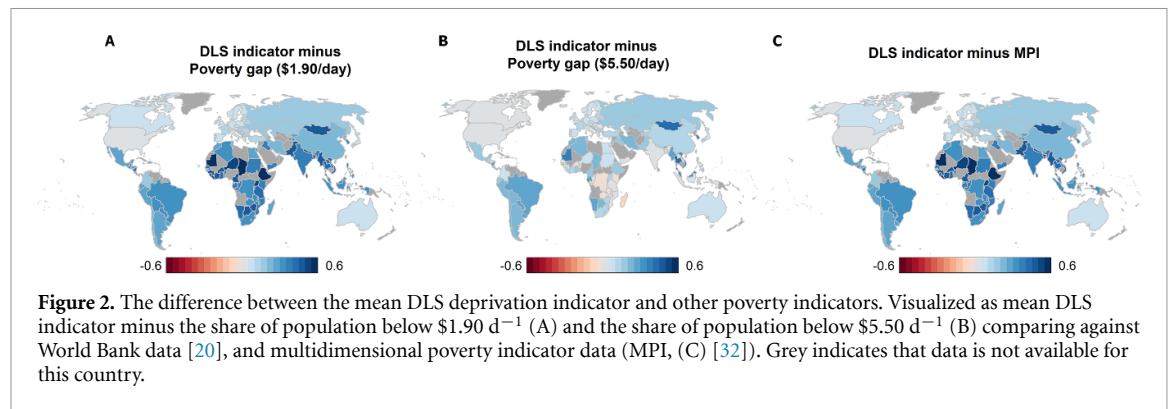 A
DLS indicator minus
Poverty gap ($1.90/day)
B
DLS indicator minus
Poverty gap ($5.50/day)
C
DLS indicator minus MPI
-0.6 0.6
-0.6 0.6
-0.6 0.6
Figure 2. The difference between the mean DLS deprivation indicator and other poverty indicators. Visualized as mean DLS
indicator minus the share of population below $1.90 d⁻¹ (A) and the share of population below $5.50 d⁻¹ (B) comparing against
World Bank data [20], and multidimensional poverty indicator data (MPI, (C) [32]). Grey indicates that data is not available for
this country.